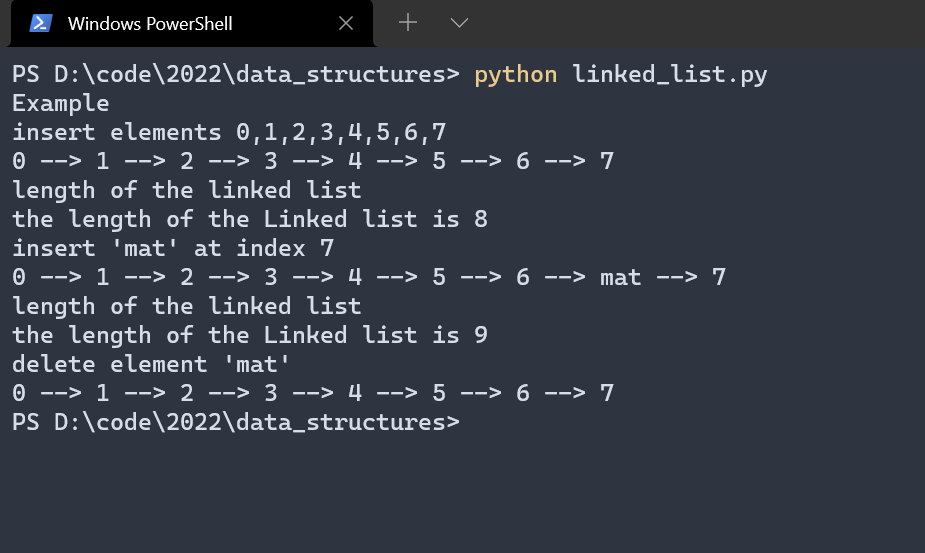 Windows PowerShell
PS D:\code\2022\data_structures> python linked_list.py
Example
insert elements 0,1,2,3,4,5,6,7
0 --> 1 --> 2 --> 3 --> 4 --> 5 --> 6 --> 7
length of the linked list
the length of the Linked list is 8
insert 'mat' at index 7
0 --> 1 --> 2 --> 3 --> 4 --> 5 --> 6 --> mat --> 7
length of the linked list
the length of the Linked list is 9
delete element 'mat'
0 --> 1 --> 2 --> 3 --> 4 --> 5 --> 6 --> 7
PS D:\code\2022\data_structures>